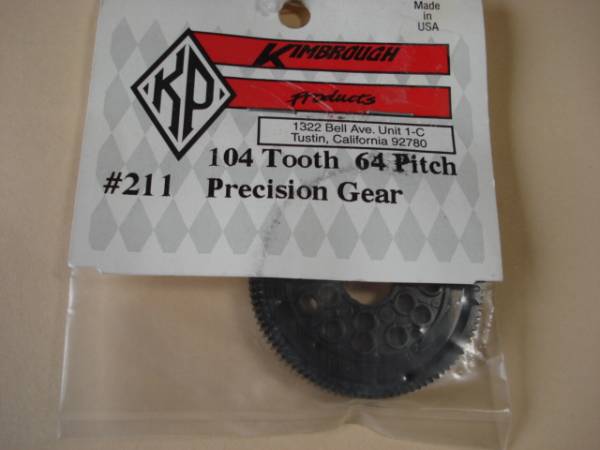 Made
in
USA
KP
KIMBROUGH
Products
1322 Bell Ave. Unit 1-C
Tustin, California 92780
104 Tooth 64 Pitch
#211 Precision Gear